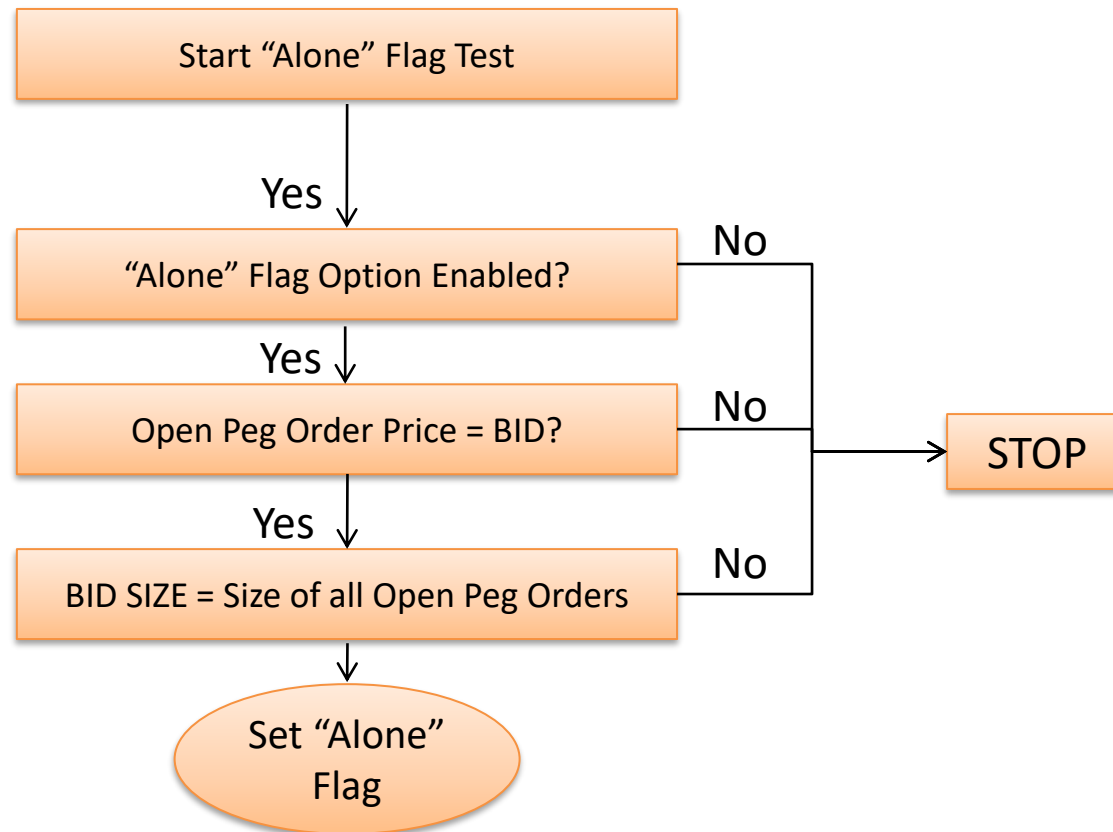 Start “Alone” Flag Test
Yes
No
“Alone” Flag Option Enabled?
Yes
No
Open Peg Order Price = BID?
STOP
Yes
No
BID SIZE = Size of all Open Peg Orders
Set “Alone”
Flag